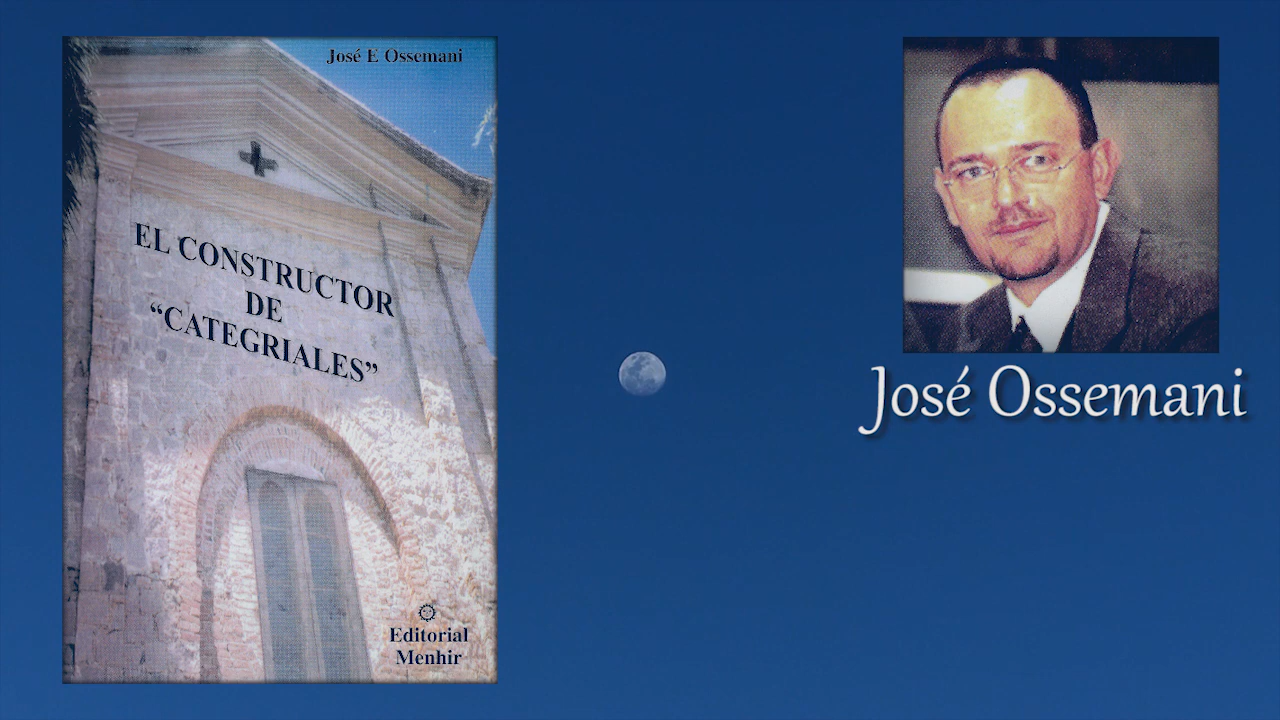 José E Ossemani
EL CONSTRUCTOR
DE
“CATEGRIALES”
Editorial
Menhir
José Ossemani